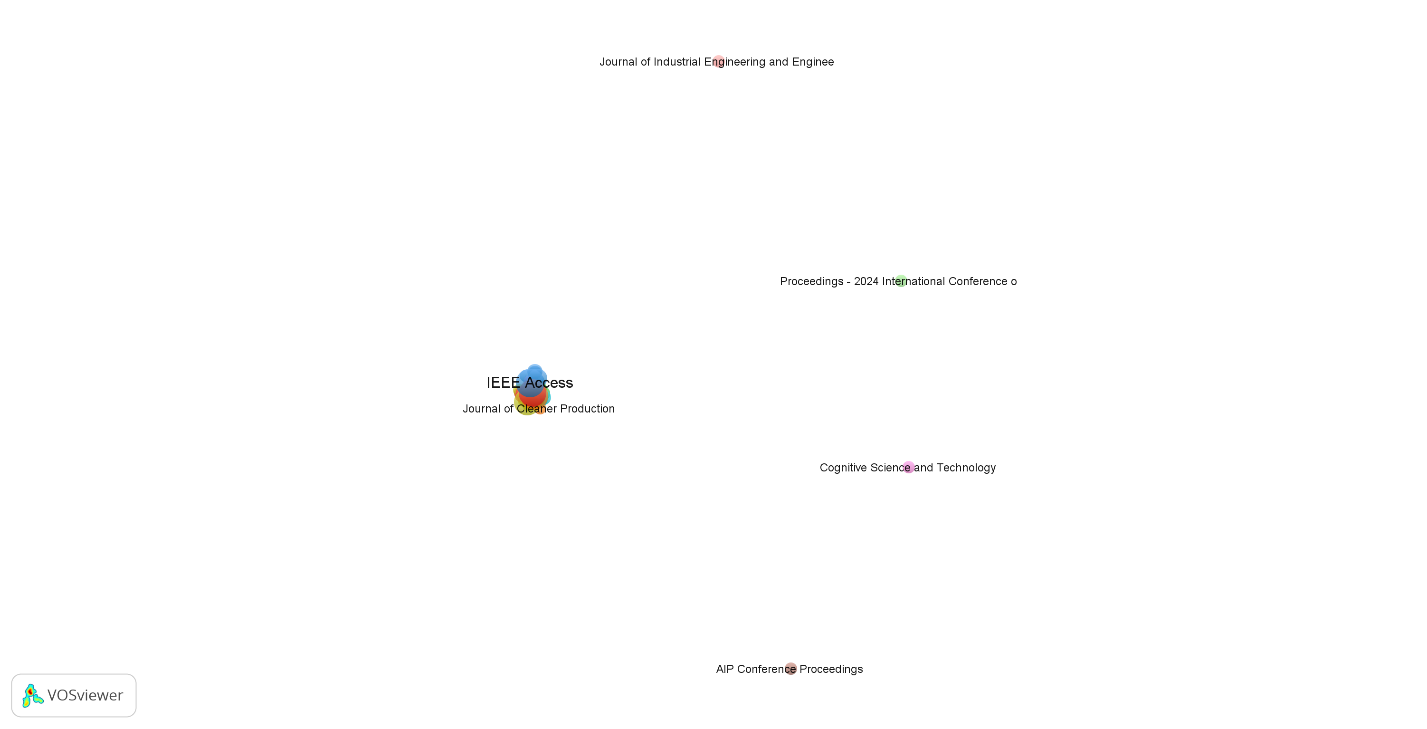 Journal of Industrial Engineering and Enginee
Proceedings - 2024 International Conference o
IEEE Access
Journal of Cleaner Production
Cognitive Science and Technology
AIP Conference Proceedings
VOSviewer